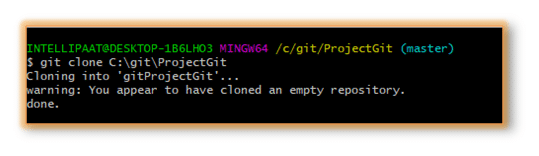 INTELLIPAAT@DESKTOP-1B6LHO3 MINGW64 /c/git/ProjectGit (master)
$ git clone C:\git\ProjectGit
Cloning into 'gitProjectGit'...
warning: You appear to have cloned an empty repository.
done.